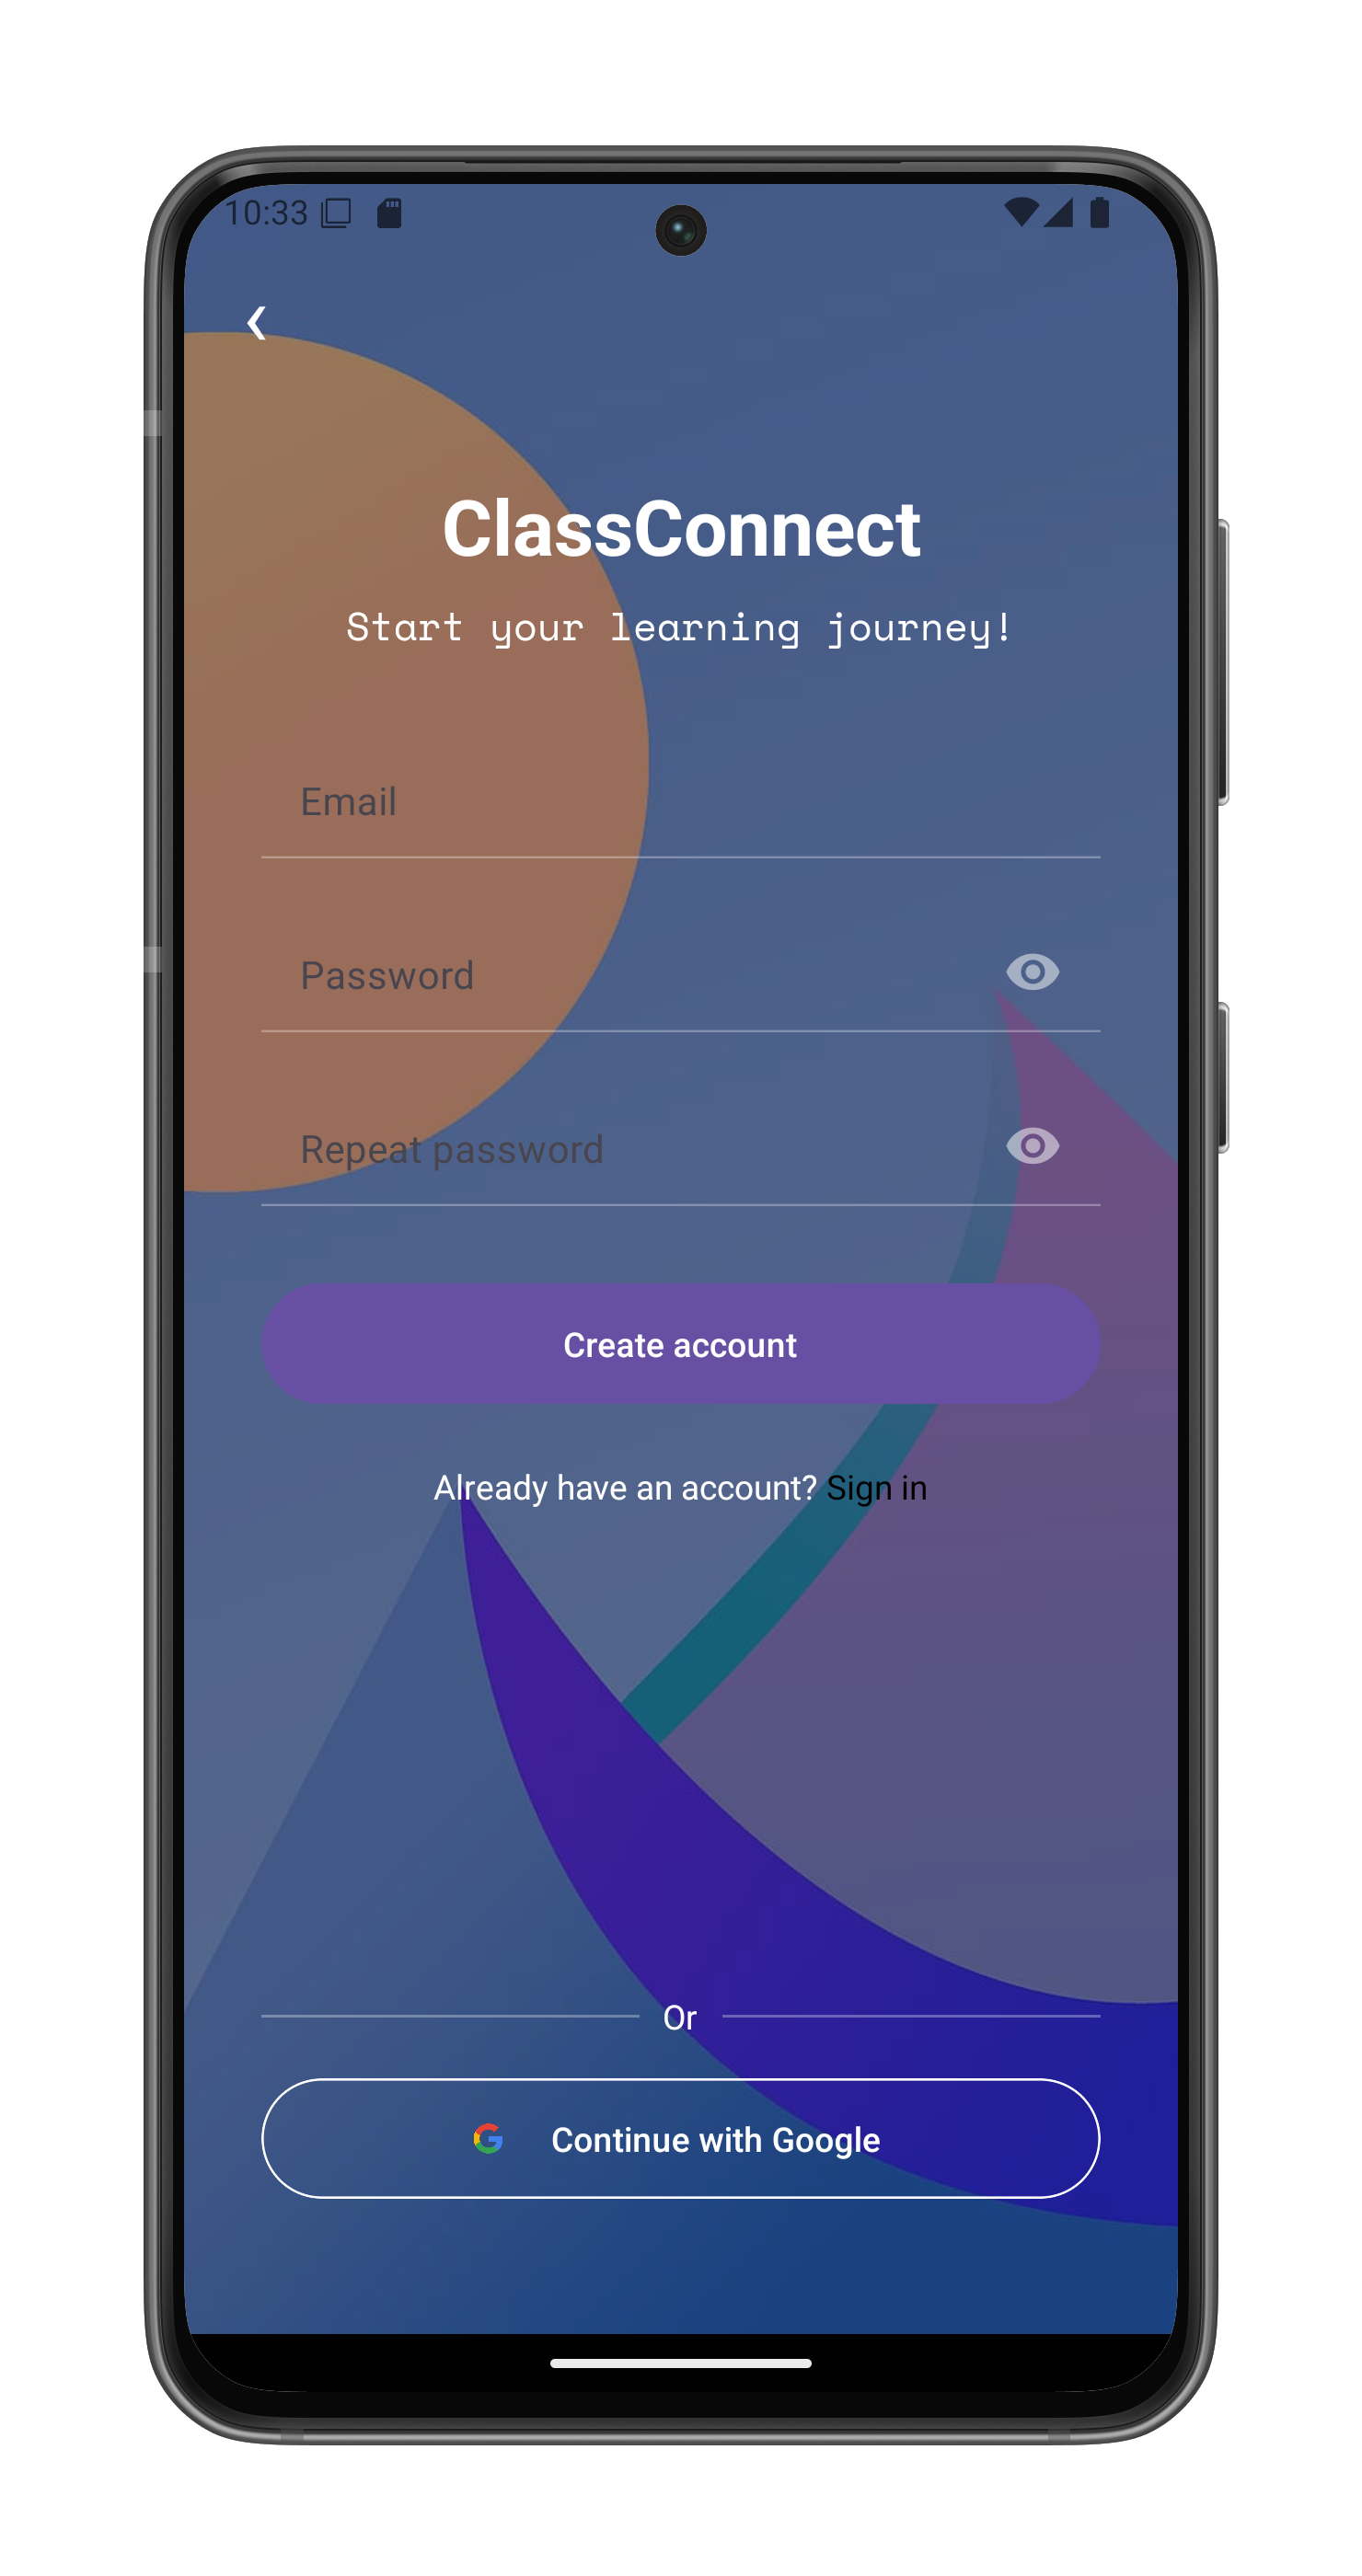 10:33
ClassConnect
Start your learning journey!
Email
Password
Repeat password
Create account
Already have an account? Sign in
Or
Continue with Google